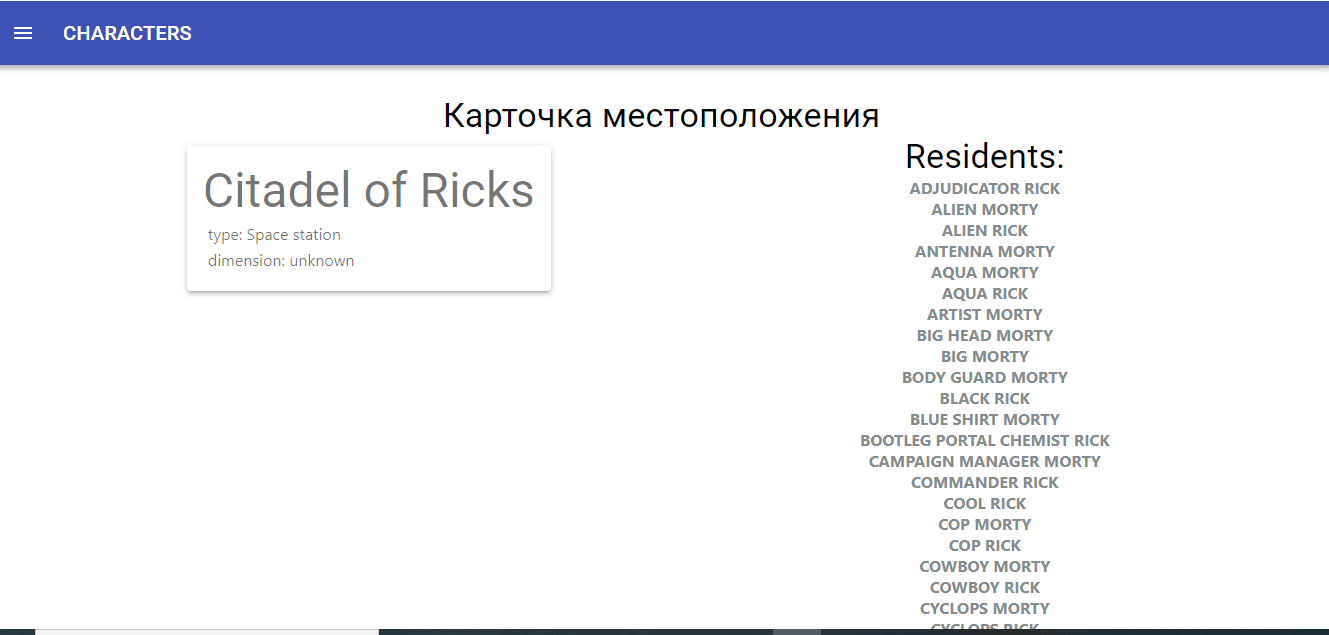 CHARACTERS
Карточка местоположения
Citadel of Ricks
type: Space station
dimension: unknown
Residents:
ADJUDICATOR RICK
ALIEN MORTY
ALIEN RICK
ANTENNA MORTY
AQUA MORTY
AQUA RICK
ARTIST MORTY
BIG HEAD MORTY
BIG MORTY
BODY GUARD MORTY
BLACK RICK
BLUE SHIRT MORTY
BOOTLEG PORTAL CHEMIST RICK
CAMPAIGN MANAGER MORTY
COMMANDER RICK
COOL RICK
COP MORTY
COP RICK
COWBOY MORTY
COWBOY RICK
CYCLOPS MORTY
CYCLOPS RICK